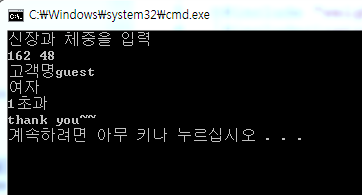 C:₩Windows₩system32₩cmd.exe
신장과 체중을 입력
162 48
고객명guest
여자
1초과
thank you~~
계속하려면 아무 키나 누르십시오 . . .